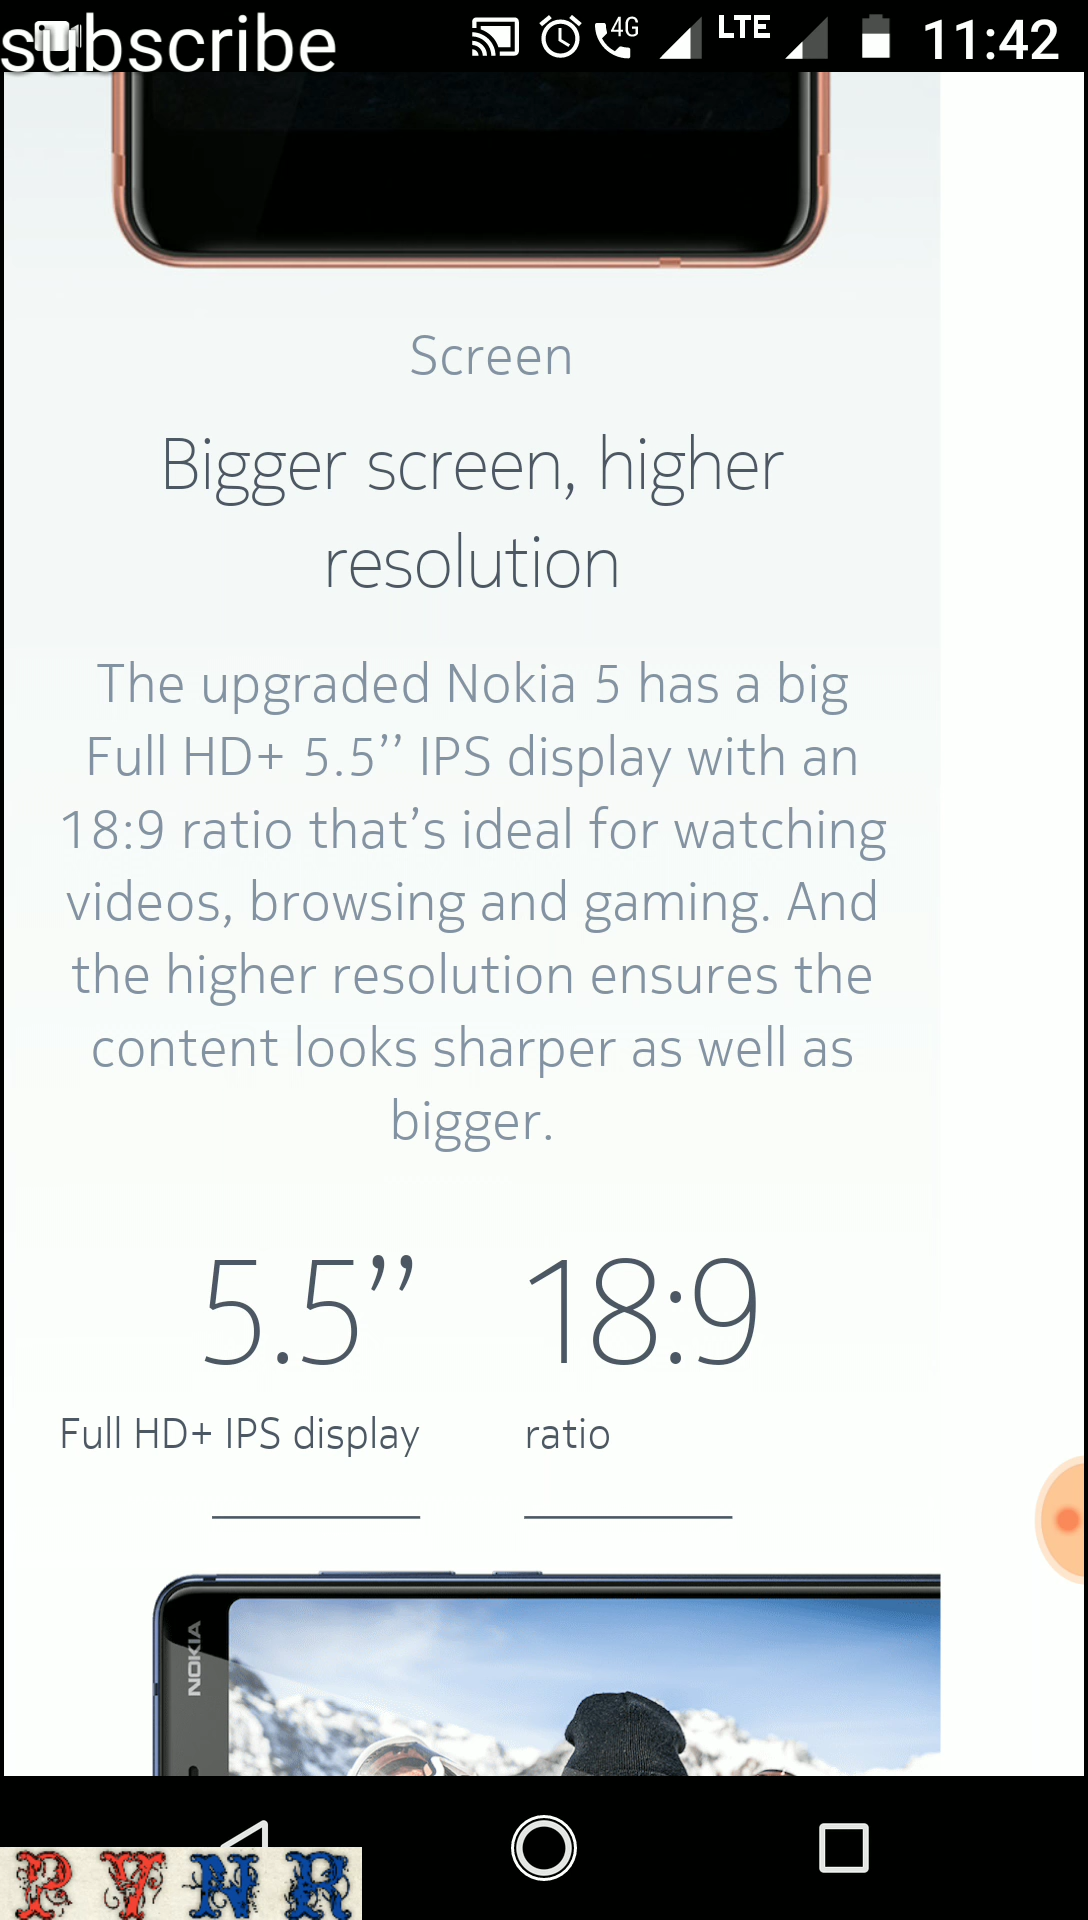 subscribe
4G LTE 11:42
Screen
Bigger screen, higher
resolution
The upgraded Nokia 5 has a big
Full HD+ 5.5’’ IPS display with an
18:9 ratio that’s ideal for watching
videos, browsing and gaming. And
the higher resolution ensures the
content looks sharper as well as
bigger.
5.5’’ 18:9
Full HD+ IPS display ratio
NOKIA
PYNR